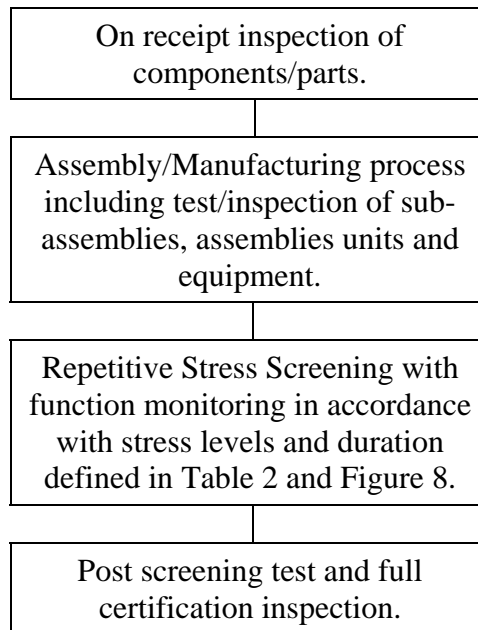 On receipt inspection of
components/parts.
Assembly/Manufacturing process
including test/inspection of sub-
assemblies, assemblies units and
equipment.
Repetitive Stress Screening with
function monitoring in accordance
with stress levels and duration
defined in Table 2 and Figure 8.
Post screening test and full
certification inspection.